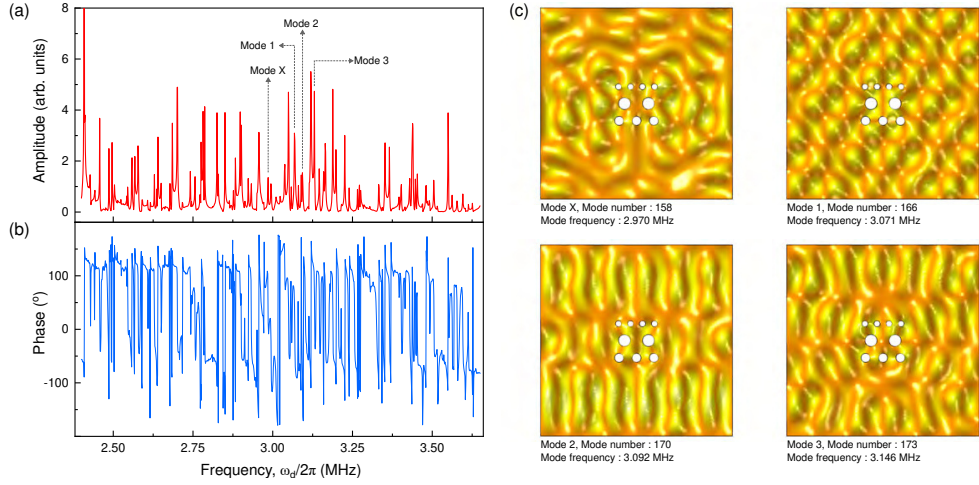 (a)
8
6
4
2
0
Amplitude (arb. units)
Mode X
Mode 1
Mode 2
Mode 3
(b)
100
0
-100
Phase (º)
2.50
2.75
3.00
3.25
3.50
Frequency, ωd/2π (MHz)
(c)
Mode X, Mode number : 158
Mode frequency : 2.970 MHz
Mode 1, Mode number : 166
Mode frequency : 3.071 MHz
Mode 2, Mode number : 170
Mode frequency : 3.092 MHz
Mode 3, Mode number : 173
Mode frequency : 3.146 MHz